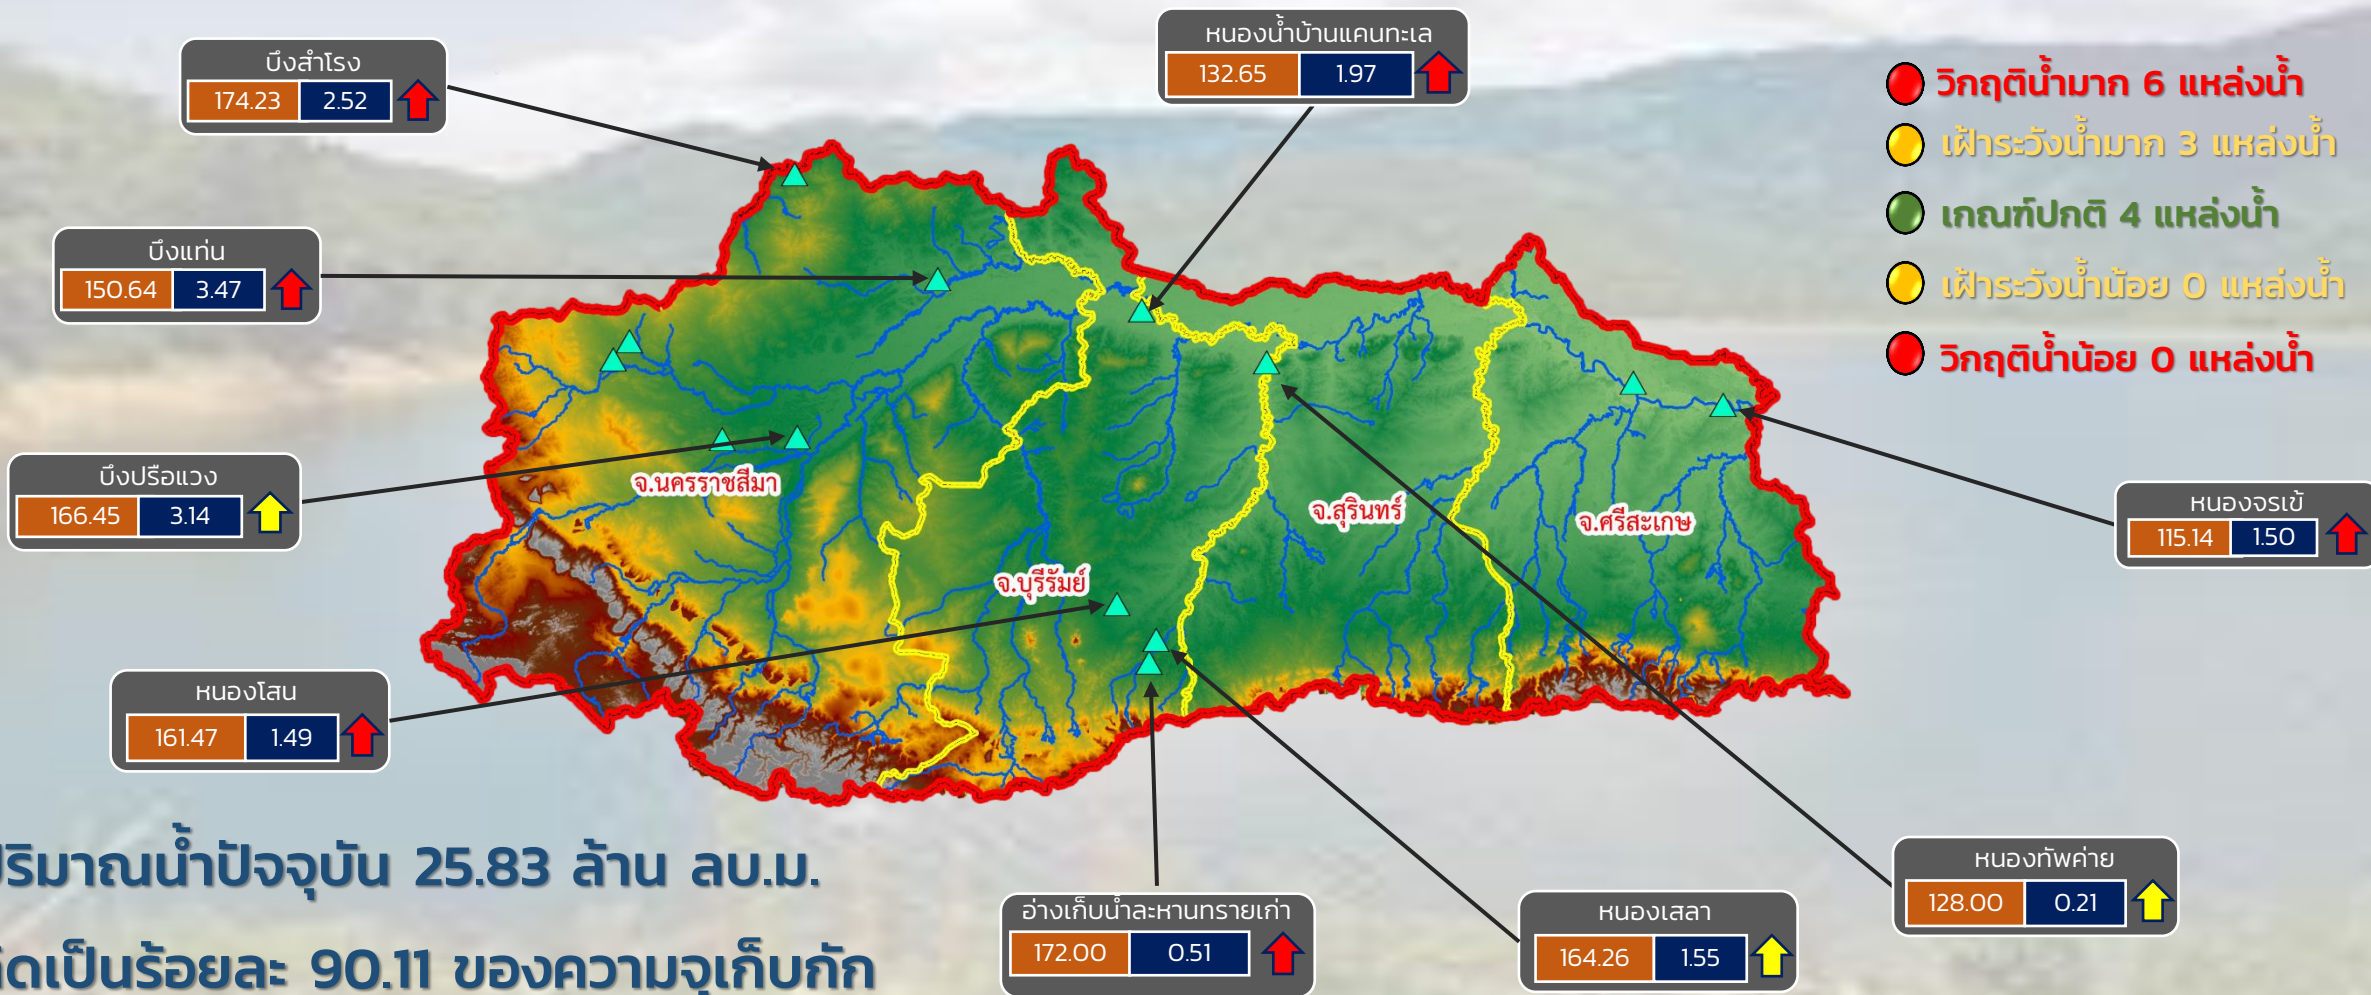 บึงสำโรง
174.23 2.52
หนองน้ำบ้านแคนทะเล
132.65 1.97
วิกฤติน้ำมาก 6 แหล่งน้ำ
เฝ้าระวังน้ำมาก 3 แหล่งน้ำ
เกณฑ์ปกติ 4 แหล่งน้ำ
เฝ้าระวังน้ำน้อย 0 แหล่งน้ำ
วิกฤติน้ำน้อย 0 แหล่งน้ำ
บึงแท่น
150.64 3.47
บึงปรือแวง
166.45 3.14
จ.นครราชสีมา
จ.สุรินทร์
จ.ศรีสะเกษ
จ.บุรีรัมย์
หนองจรเข้
115.14 1.50
หนองโสน
161.47 1.49
ปริมาณน้ำปัจจุบัน 25.83 ล้าน ลบ.ม.
คิดเป็นร้อยละ 90.11 ของความจุเก็บกัก
อ่างเก็บน้ำละหานทรายเก่า
172.00 0.51
หนองเสลา
164.26 1.55
หนองทัพค่าย
128.00 0.21